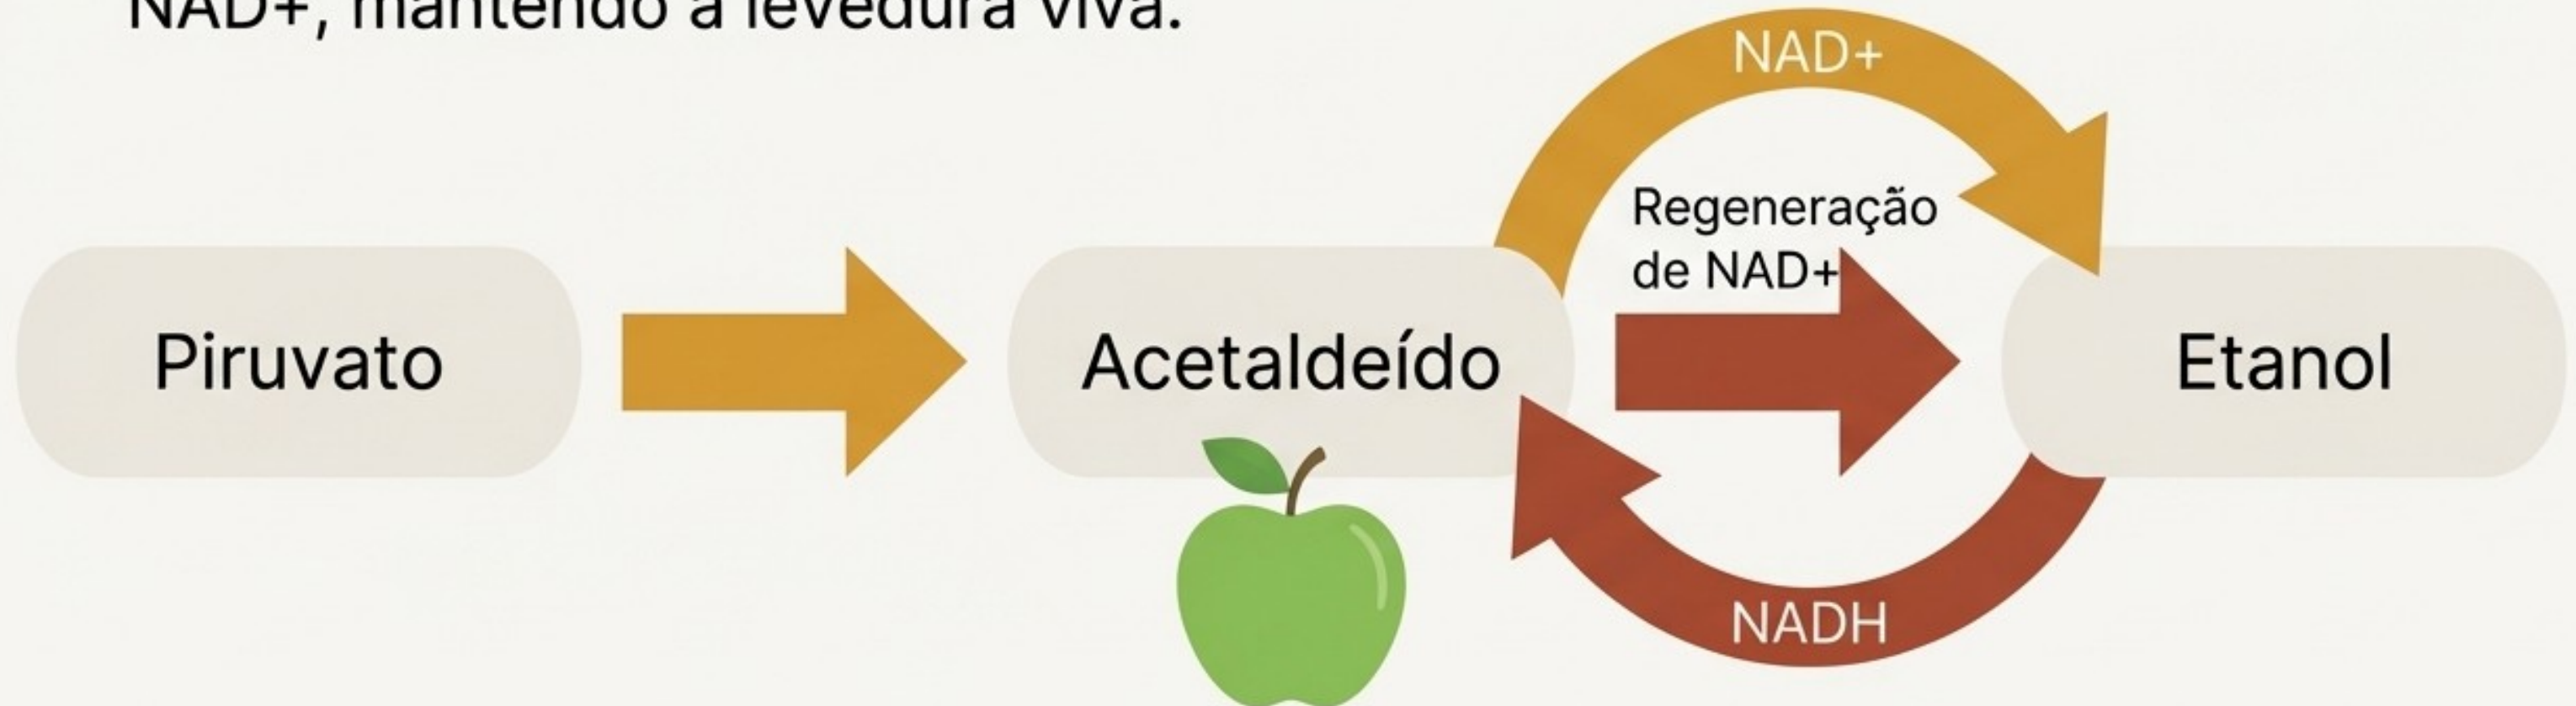 NAD+, mantendo a levedura viva.
NAD+
Regeneração
de NAD+
Piruvato
Acetaldeído
Etanol
NADH